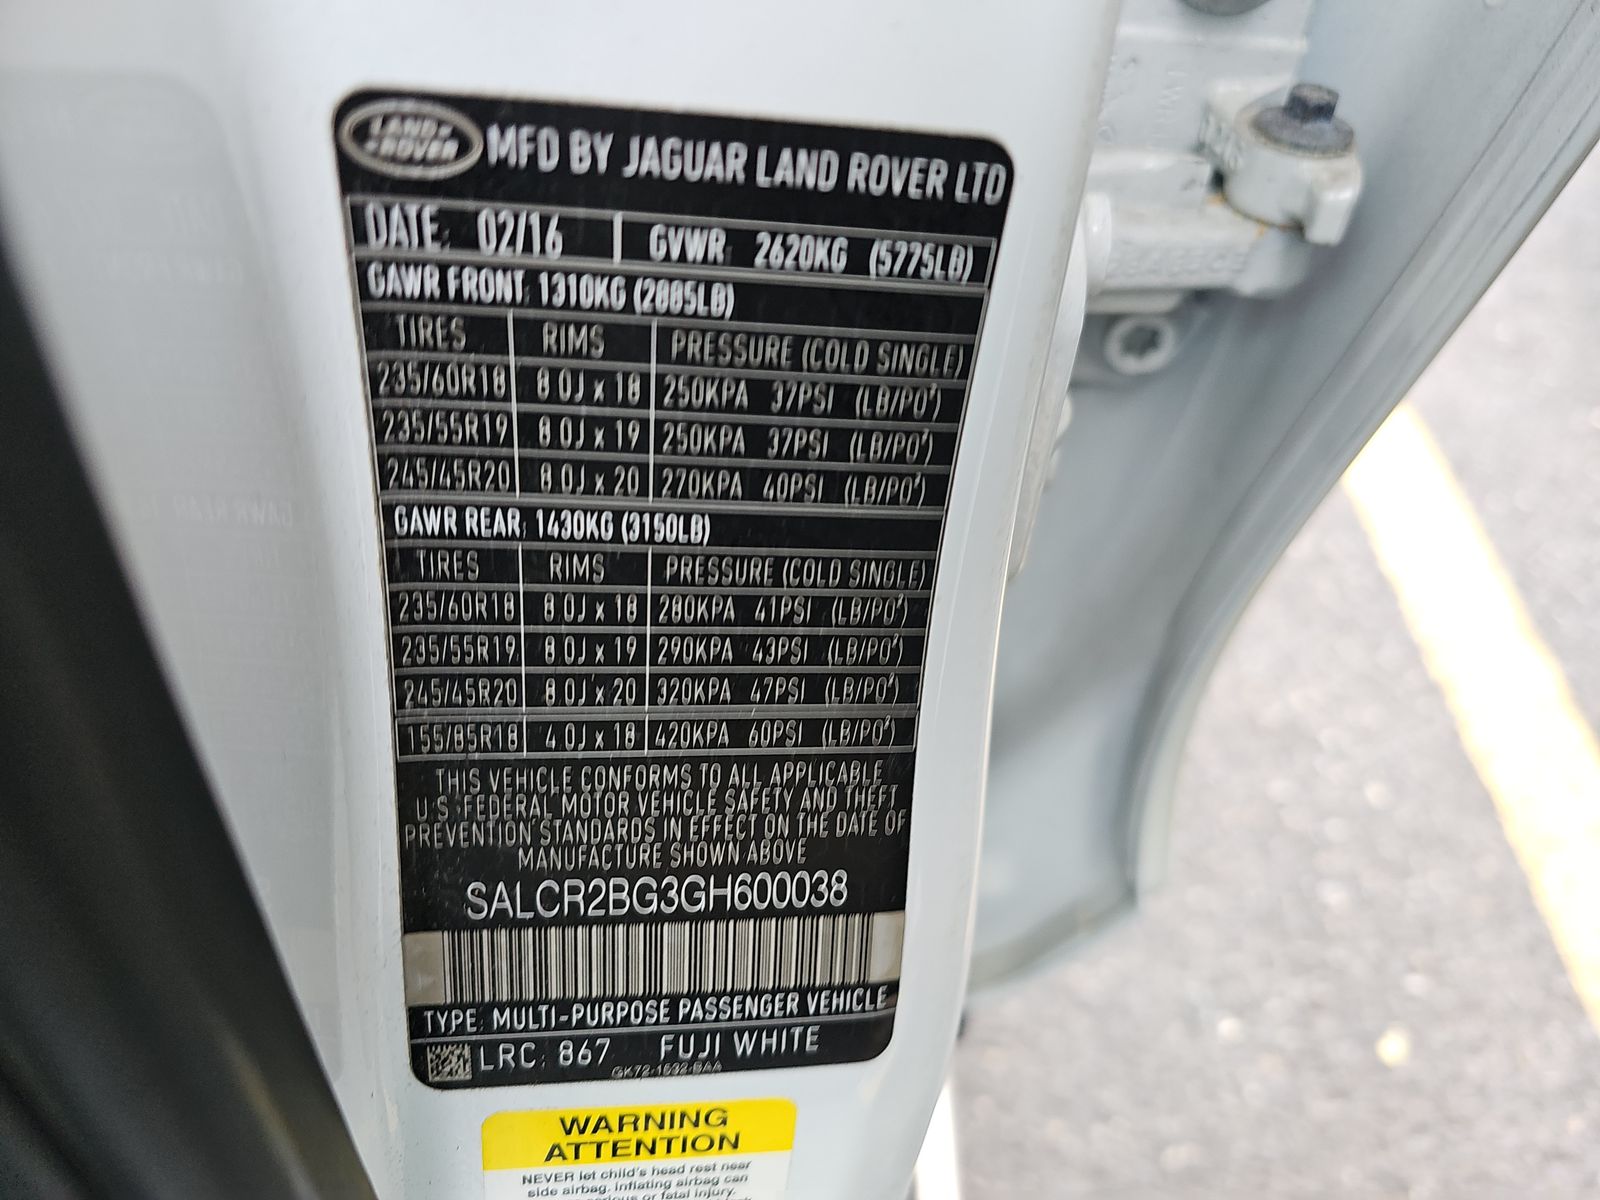 LAND ROVER MFD BY JAGUAR LAND ROVER LTD
DATE: 02/16 GVWR 2620KG (5775LB)
GAWR FRONT: 1310KG (2885LB)
TIRES RIMS PRESSURE (COLD SINGLE)
235/60R18 8.0J x 18 250KPA 37PSI (LB/PO²)
235/55R19 8.0J x 19 250KPA 37PSI (LB/PO²)
245/45R20 8.0J x 20 270KPA 40PSI (LB/PO²)
GAWR REAR: 1430KG (3150LB)
TIRES RIMS PRESSURE (COLD SINGLE)
235/60R18 8.0J x 18 280KPA 41PSI (LB/PO²)
235/55R19 8.0J x 19 290KPA 43PSI (LB/PO²)
245/45R20 8.0J x 20 320KPA 47PSI (LB/PO²)
155/85R18 4.0J x 18 420KPA 60PSI (LB/PO²)
THIS VEHICLE CONFORMS TO ALL APPLICABLE
U.S. FEDERAL MOTOR VEHICLE SAFETY AND THEFT
PREVENTION STANDARDS IN EFFECT ON THE DATE OF
MANUFACTURE SHOWN ABOVE
SALCR2BG3GH600038
TYPE: MULTI-PURPOSE PASSENGER VEHICLE
LRC: 867 FUJI WHITE
GK72-1532-BAA
WARNING
ATTENTION
NEVER let child's head rest near
side airbag. Inflating airbag can
serious or fatal injury.